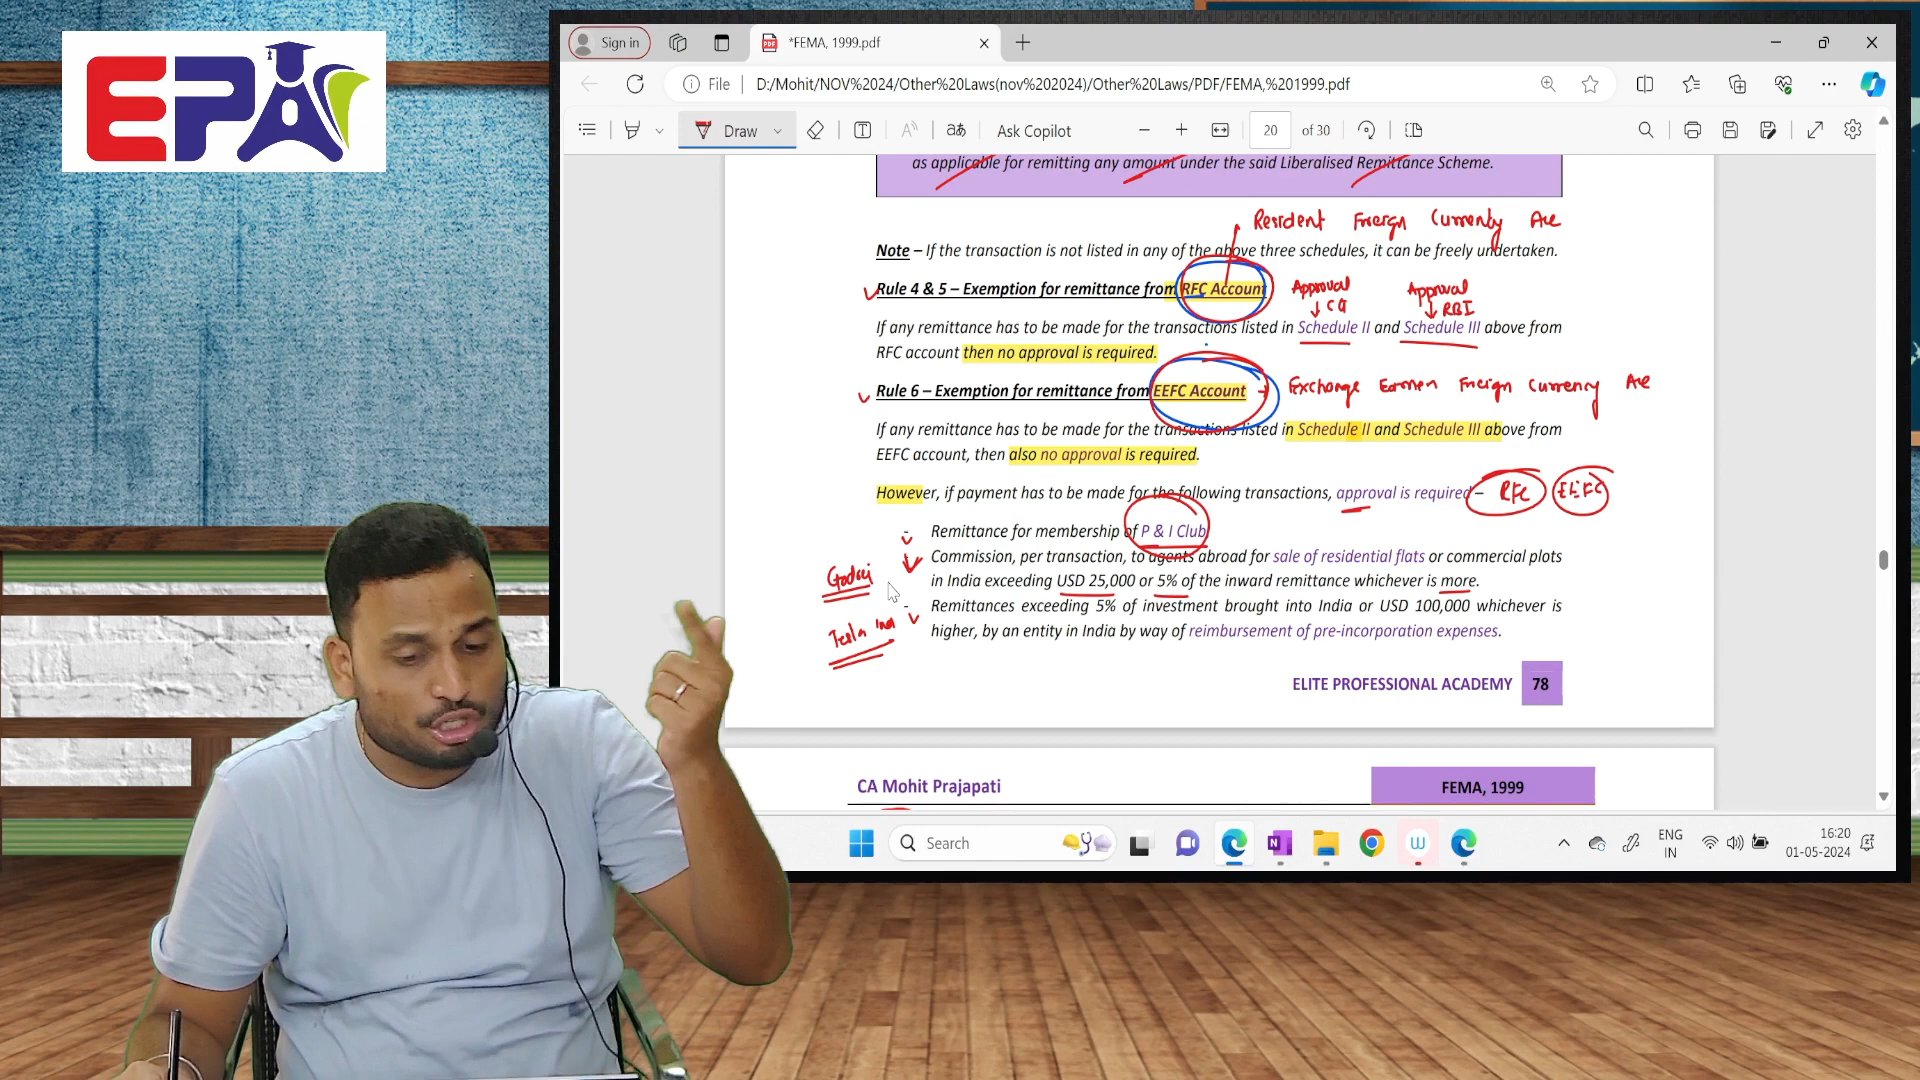 EPA
Sign in
*FEMA, 1999.pdf
File
D:/Mohit/NOV%2024/Other%20Laws(nov%202024)/Other%20Laws/PDF/FEMA,%201999.pdf
Draw
Ask Copilot
20 of 30
as applicable for remitting any amount under the said Liberalised Remittance Scheme.
Resident Foreign Currency Acc
Note – If the transaction is not listed in any of the above three schedules, it can be freely undertaken.
Rule 4 & 5 – Exemption for remittance from RFC Account
Approval CG
Approval RBI
If any remittance has to be made for the transactions listed in Schedule II and Schedule III above from
RFC account then no approval is required.
Rule 6 – Exemption for remittance from EEFC Account
Exchange Earners Foreign Currency Acc
If any remittance has to be made for the transactions listed in Schedule II and Schedule III above from
EEFC account, then also no approval is required.
However, if payment has to be made for the following transactions, approval is required –
RFC EEFC
- Remittance for membership of P & I Club
- Commission, per transaction, to agents abroad for sale of residential flats or commercial plots
in India exceeding USD 25,000 or 5% of the inward remittance whichever is more.
Godrej
- Remittances exceeding 5% of investment brought into India or USD 100,000 whichever is
higher, by an entity in India by way of reimbursement of pre-incorporation expenses.
Tesla Ind
ELITE PROFESSIONAL ACADEMY 78
CA Mohit Prajapati
FEMA, 1999
Search
ENG
IN
16:20
01-05-2024